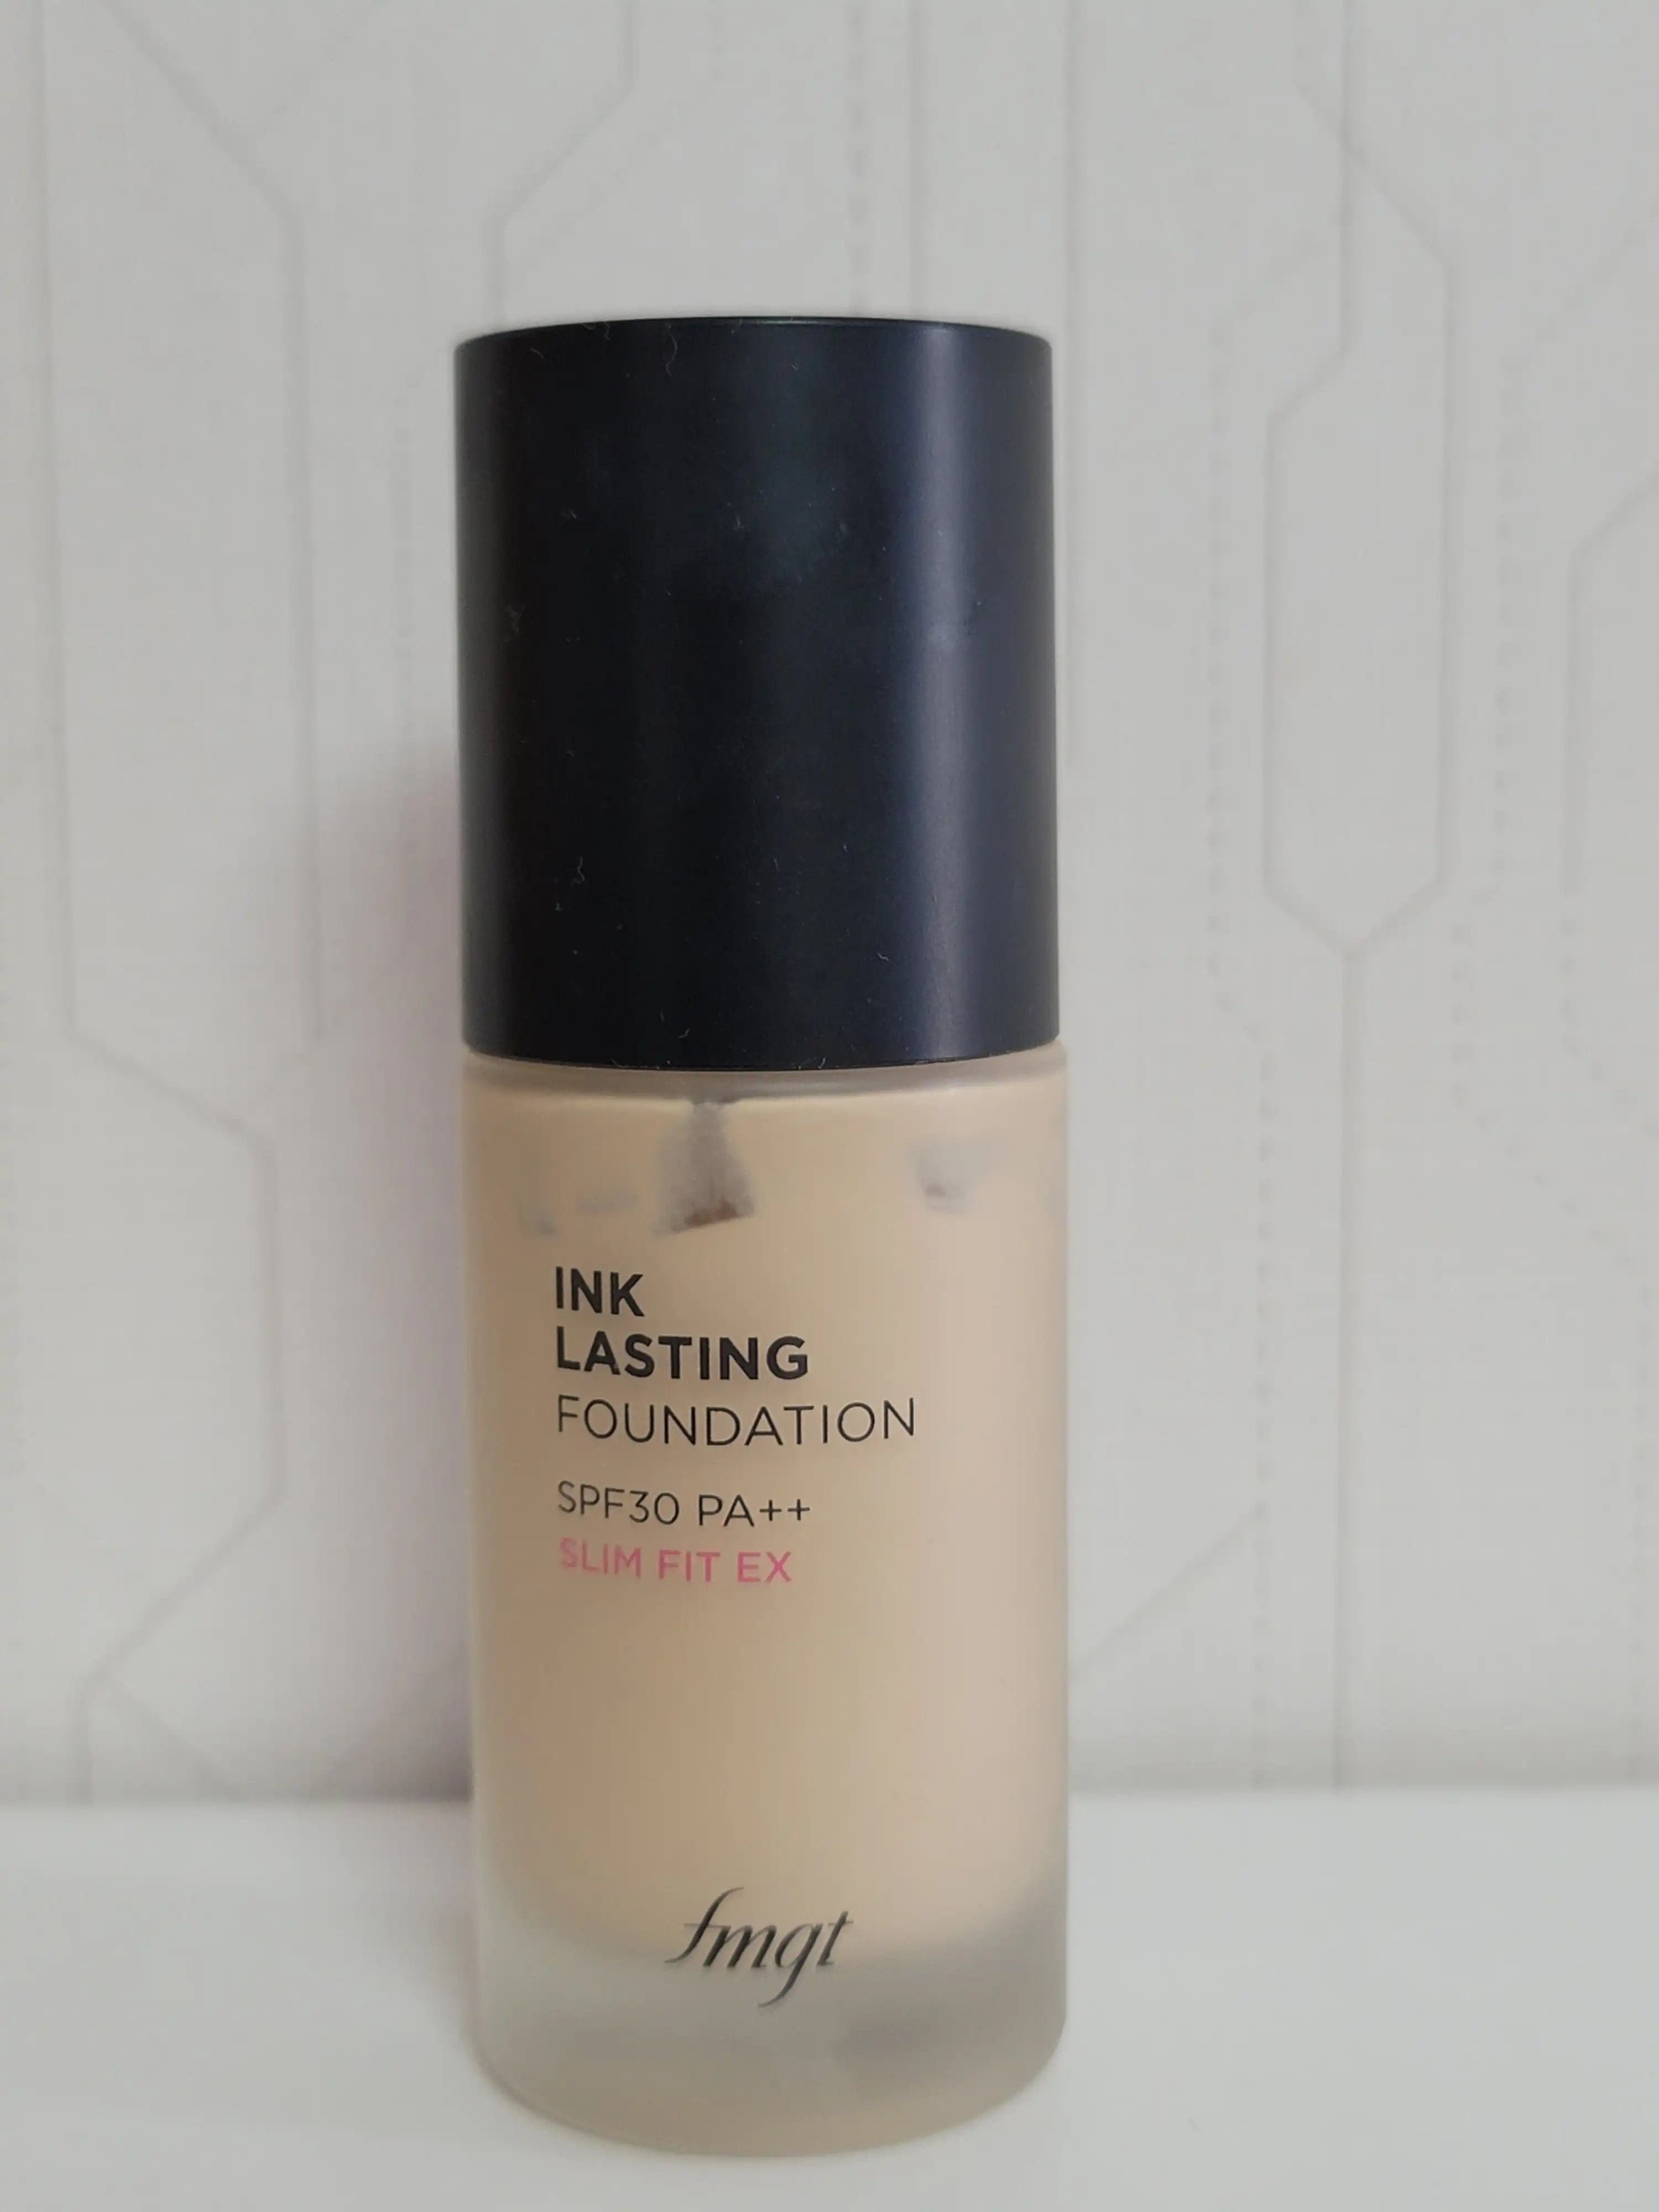 INK
LASTING
FOUNDATION
SPF30 PA++
SLIM FIT EX
fmgt